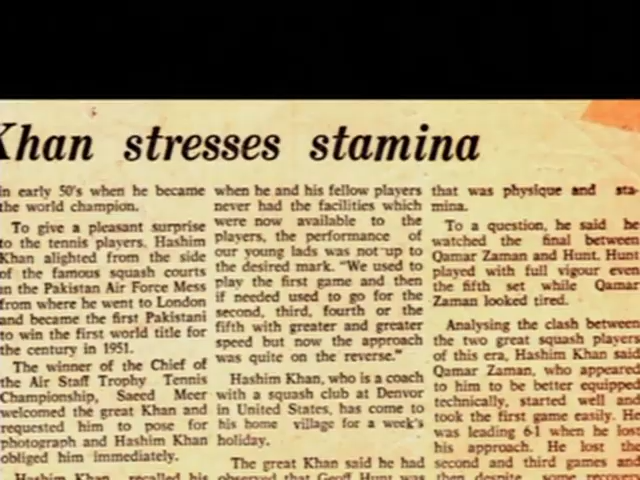 Khan stresses stamina
in early 50's when he became
the world champion.
To give a pleasant surprise
to the tennis players, Hashim
Khan alighted from the side
of the famous squash courts
in the Pakistan Air Force Mess
from where he went to London
and became the first Pakistani
to win the first world title for
the century in 1951.
The winner of the Chief of
the Air Staff Trophy Tennis
Championship, Saeed Meer
welcomed the great Khan and
requested him to pose for
photograph and Hashim Khan
obliged him immediately.
Hashim Khan recalled his
when he and his fellow players
never had the facilities which
were now available to the
players, the performance of
our young lads was not up to
the desired mark. "We used to
play the first game and then
if needed used to go for the
second, third, fourth or the
fifth with greater and greater
speed but now the approach
was quite on the reverse."
Hashim Khan, who is a coach
with a squash club at Denvor
in United States, has come to
his home village for a week's
holiday.
The great Khan said he had
observed that Geoff Hunt was
that was physique and sta-
mina.
To a question, he said he
watched the final between
Qamar Zaman and Hunt. Hunt
played with full vigour even
the fifth set while Qamar
Zaman looked tired.
Analysing the clash between
the two great squash players
of this era, Hashim Khan said
Qamar Zaman, who appeared
to him to be better equipped
technically, started well and
took the first game easily. He
was leading 6-1 when he lost
his approach. He lost the
second and third games and
then despite some recovery